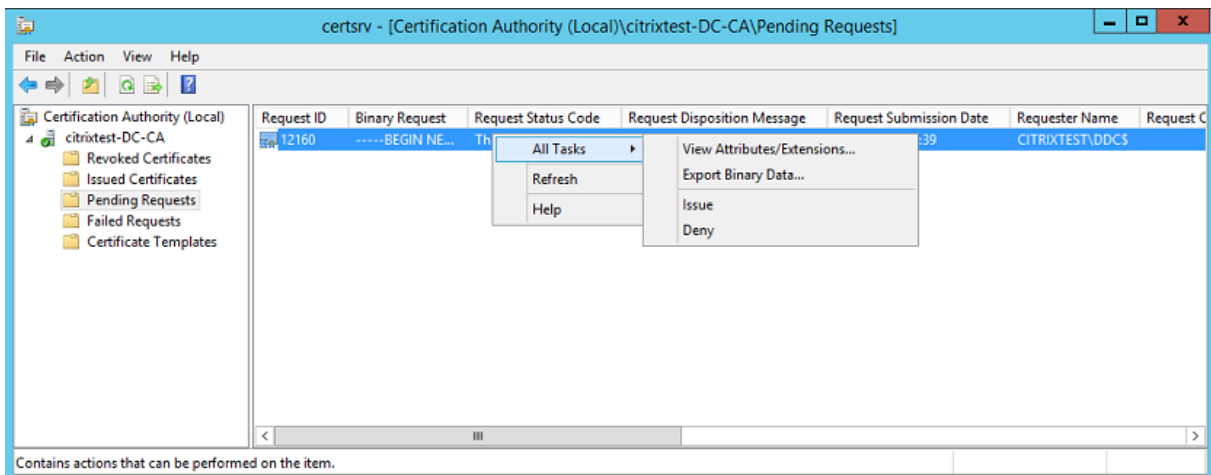 certsrv - [Certification Authority (Local)\citrixtest-DC-CA\Pending Requests]
File Action View Help
Certification Authority (Local)
citrixtest-DC-CA
Revoked Certificates
Issued Certificates
Pending Requests
Failed Requests
Certificate Templates
Request ID Binary Request Request Status Code Request Disposition Message Request Submission Date Requester Name Request C
12160 -----BEGIN NE... Th :39 CITRIXTEST\DDC$
All Tasks
Refresh
Help
View Attributes/Extensions...
Export Binary Data...
Issue
Deny
Contains actions that can be performed on the item.